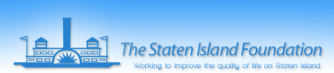 The Staten Island Foundation
Working to improve the quality of life on Staten Island